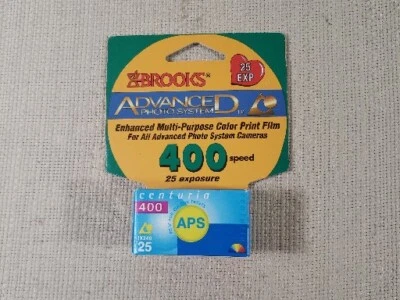 BROOKS
25
EXP
ADVANCED
PHOTO SYSTEM
Enhanced Multi-Purpose Color Print Film
For All Advanced Photo System Cameras
400 speed
25 exposure
centuria
400
APS
25